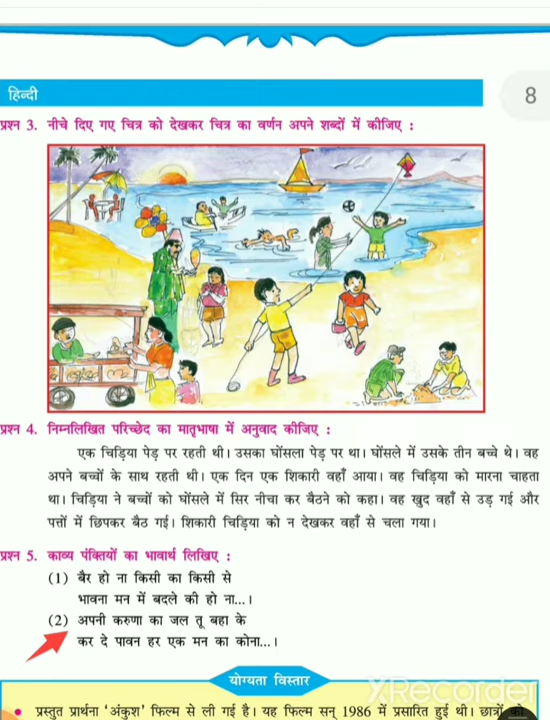 हिन्दी
8
प्रश्न 3. नीचे दिए गए चित्र को देखकर चित्र का वर्णन अपने शब्दों में कीजिए :
प्रश्न 4. निम्नलिखित परिच्छेद का मातृभाषा में अनुवाद कीजिए :
एक चिड़िया पेड़ पर रहती थी। उसका घोंसला पेड़ पर था। घोंसले में उसके तीन बच्चे थे। वह
अपने बच्चों के साथ रहती थी। एक दिन एक शिकारी वहाँ आया। वह चिड़िया को मारना चाहता
था। चिड़िया ने बच्चों को घोंसले में सिर नीचा कर बैठने को कहा। वह खुद वहाँ से उड़ गई और
पत्तों में छिपकर बैठ गई। शिकारी चिड़िया को न देखकर वहाँ से चला गया।
प्रश्न 5. काव्य पंक्तियों का भावार्थ लिखिए :
(1) बैर हो ना किसी का किसी से
भावना मन में बदले की हो ना...।
(2) अपनी करुणा का जल तू बहा के
कर दे पावन हर एक मन का कोना...।
योग्यता विस्तार
XRecorder
• प्रस्तुत प्रार्थना 'अंकुश' फिल्म से ली गई है। यह फिल्म सन् 1986 में प्रसारित हुई थी। छात्रों को